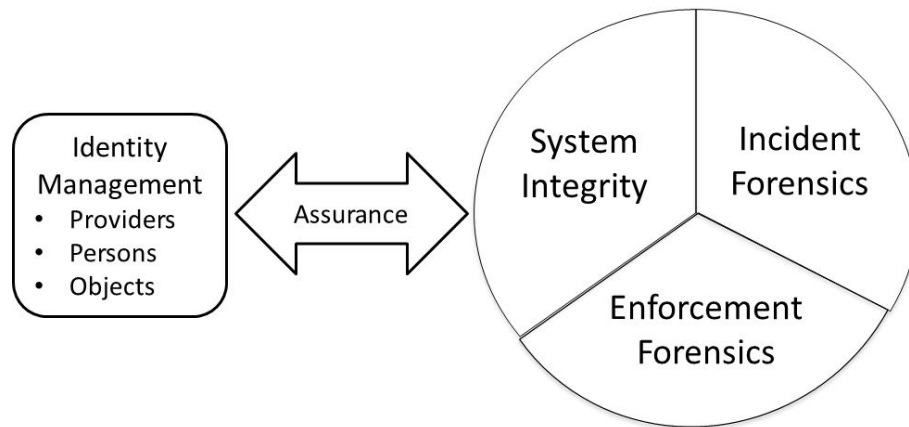 Identity
Management
• Providers
• Persons
• Objects
Assurance
System
Integrity
Incident
Forensics
Enforcement
Forensics